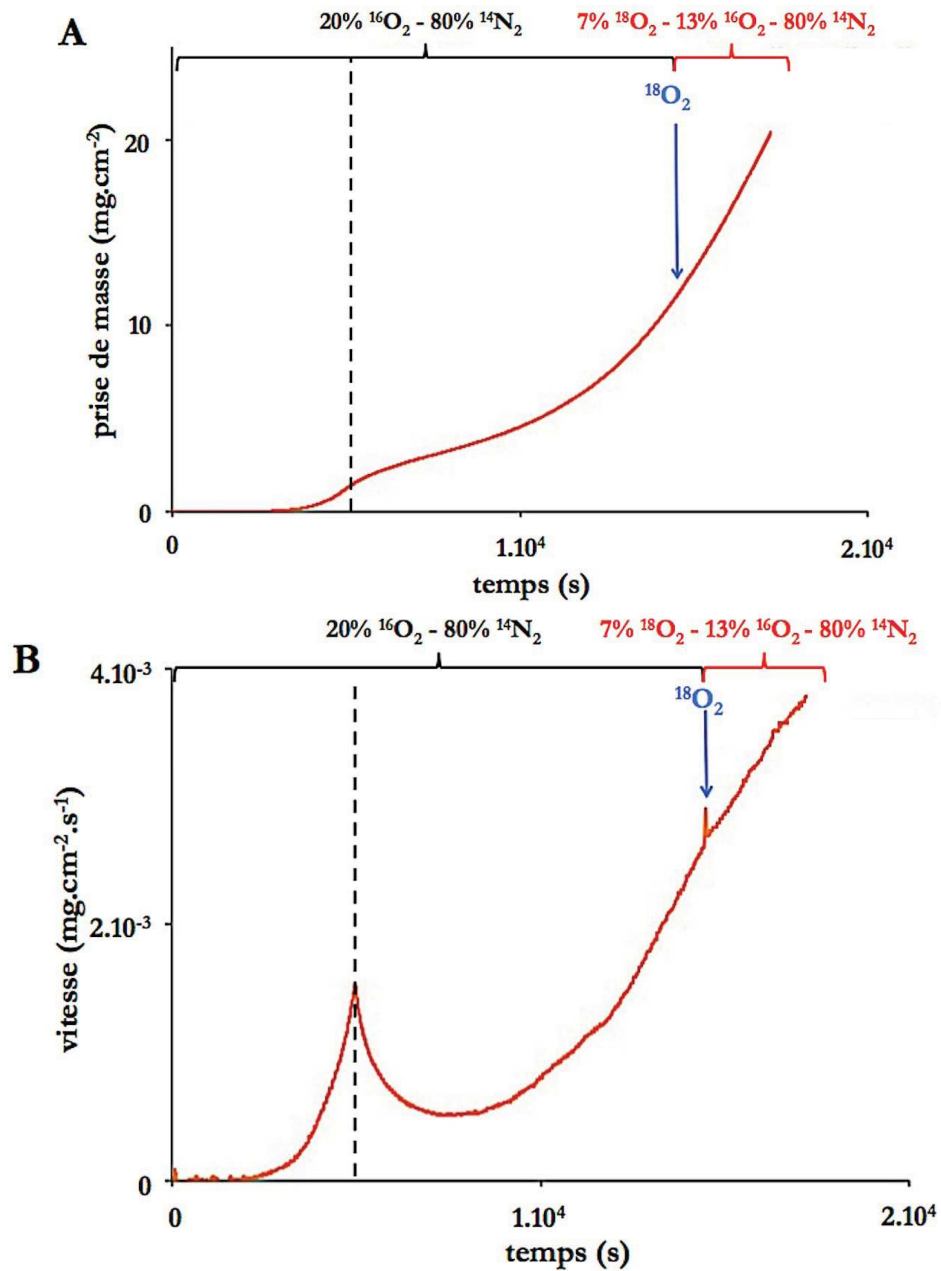 A
20% ¹⁶O₂ - 80% ¹⁴N₂
7% ¹⁸O₂ - 13% ¹⁶O₂ - 80% ¹⁴N₂
¹⁸O₂
prise de masse (mg.cm⁻²)
20
10
0
0
1.10⁴
2.10⁴
temps (s)
B
20% ¹⁶O₂ - 80% ¹⁴N₂
7% ¹⁸O₂ - 13% ¹⁶O₂ - 80% ¹⁴N₂
¹⁸O₂
vitesse (mg.cm⁻².s⁻¹)
4.10⁻³
2.10⁻³
0
0
1.10⁴
2.10⁴
temps (s)